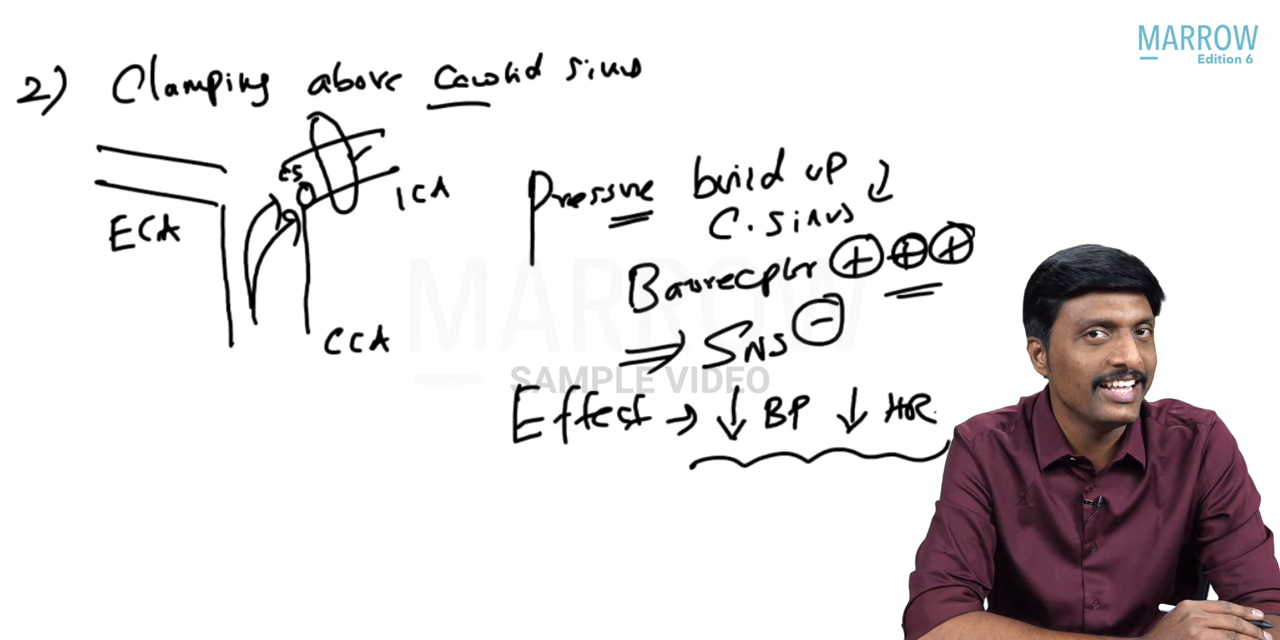 MARROW
Edition 6
2) Clamping above Carotid sinus
CS
ICA
ECA
CCA
Pressure build up
C. sinus
Baroreceptor + + +
⇒ SNS −
Effect → ↓ BP ↓ HR
MARROW
SAMPLE VIDEO